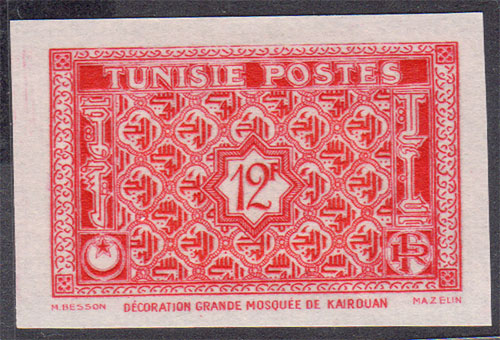 TUNISIE POSTES
12F
RF
M. BESSON DÉCORATION GRANDE MOSQUÉE DE KAIROUAN MAZELIN